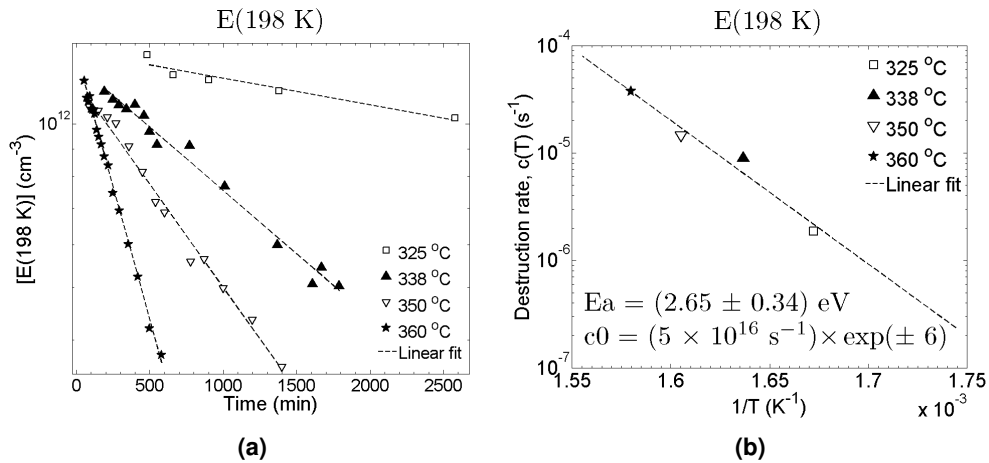 E(198 K)
[E(198 K)] (cm-3)
10^12
325 °C
338 °C
350 °C
360 °C
Linear fit
0 500 1000 1500 2000 2500
Time (min)
(a)
E(198 K)
Destruction rate, c(T) (s-1)
10^-4
10^-5
10^-6
10^-7
325 °C
338 °C
350 °C
360 °C
Linear fit
Ea = (2.65 ± 0.34) eV
c0 = (5 × 10^16 s^-1)×exp(± 6)
1.55 1.6 1.65 1.7 1.75
1/T (K-1)
x 10^-3
(b)